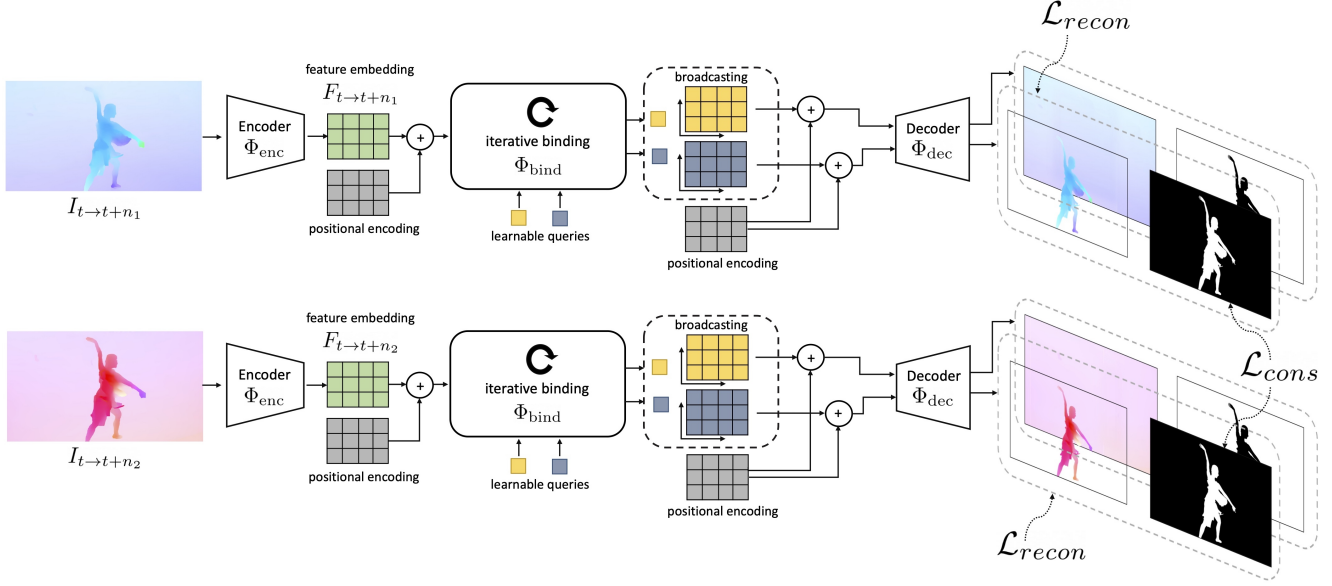 ℒ_recon
feature embedding
F_{t→t+n_1}
broadcasting
Encoder
Φ_enc
+
iterative binding
Φ_bind
+
+
Decoder
Φ_dec
I_{t→t+n_1}
positional encoding
learnable queries
positional encoding
feature embedding
F_{t→t+n_2}
broadcasting
Encoder
Φ_enc
+
iterative binding
Φ_bind
+
+
Decoder
Φ_dec
ℒ_cons
I_{t→t+n_2}
positional encoding
learnable queries
positional encoding
ℒ_recon